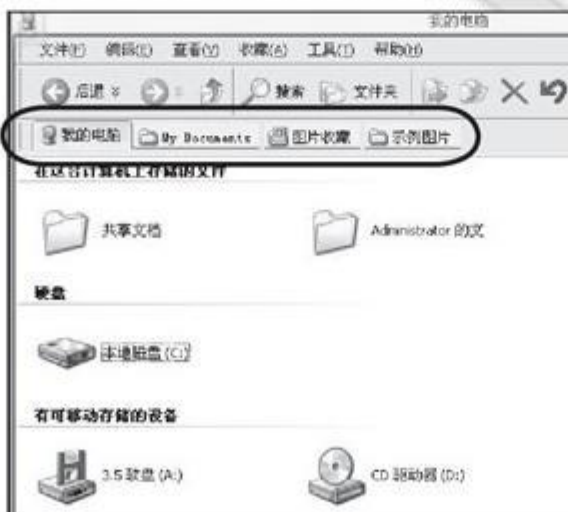 我的电脑
文件(F) 编辑(E) 查看(V) 收藏(A) 工具(T) 帮助(H)
后退 搜索 文件夹
我的电脑 My Documents 图片收藏 示例图片
在这台计算机上存储的文件
共享文档 Administrator 的文
硬盘
本地磁盘 (C:)
有可移动存储的设备
3.5 软盘 (A:) CD 驱动器 (D:)